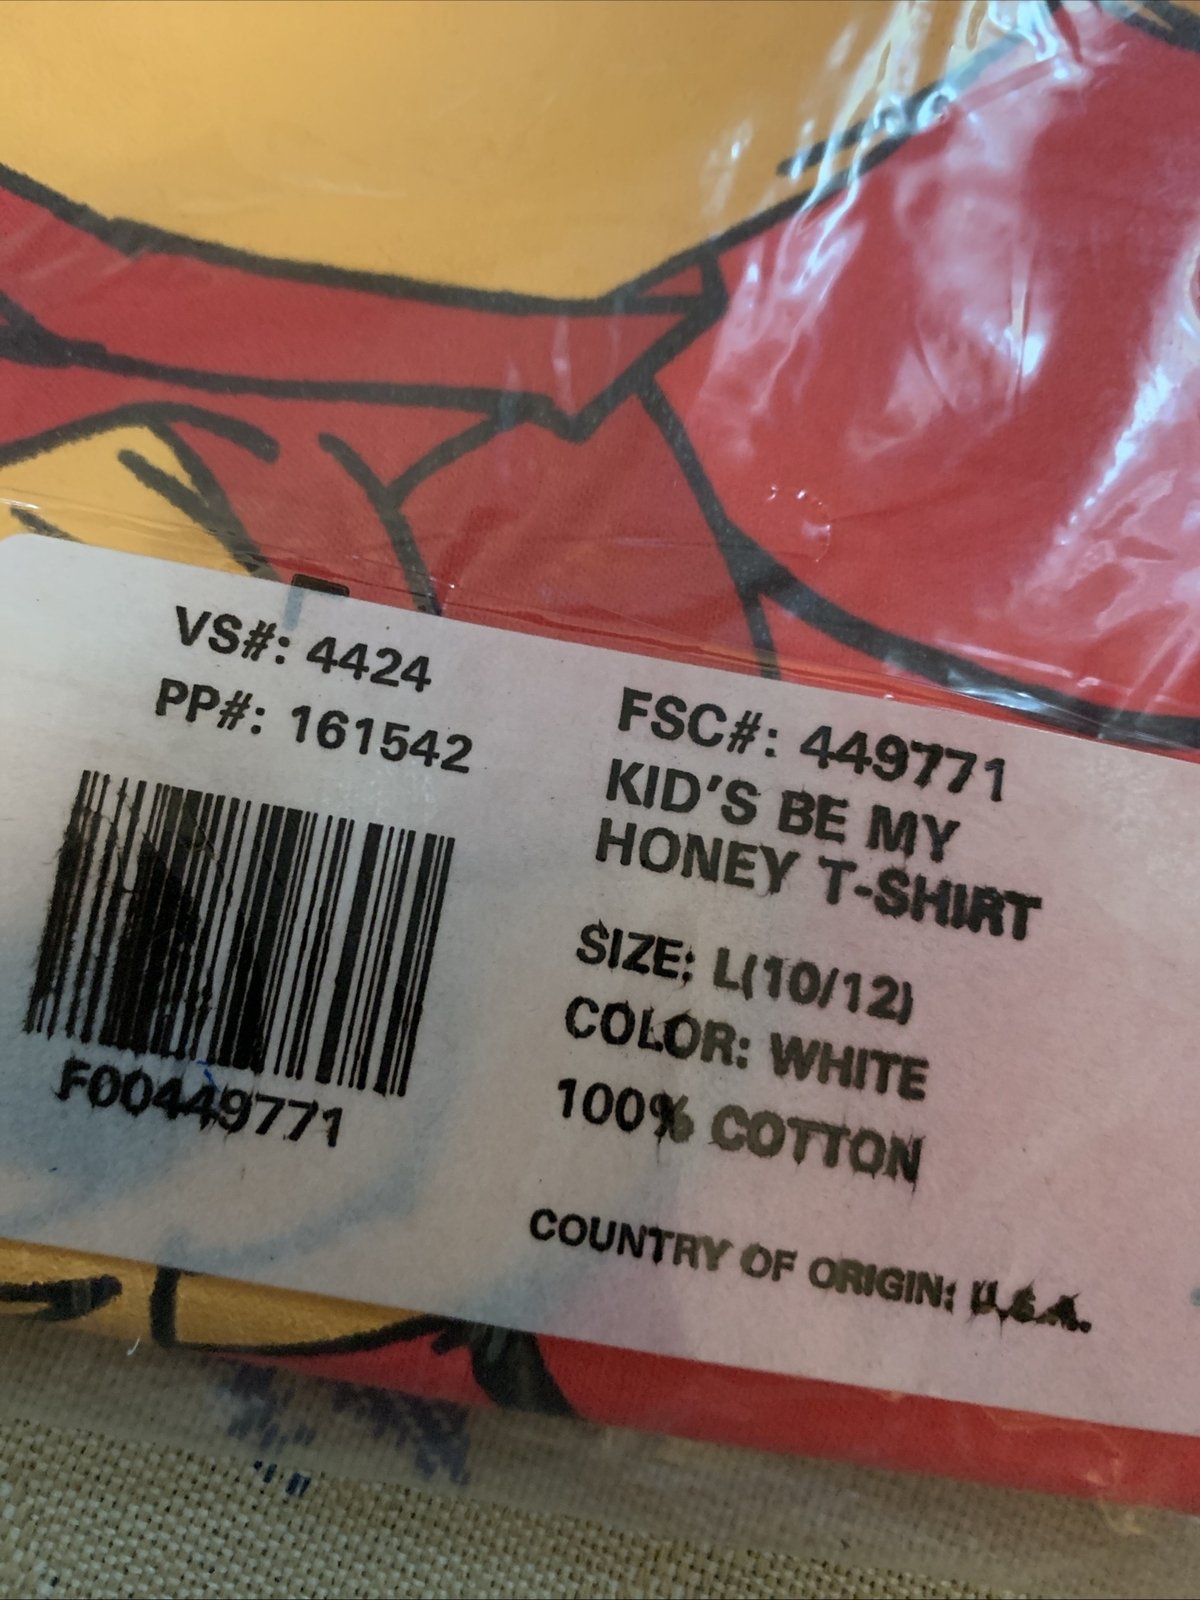 VS#: 4424
PP#: 161542
F00449771
FSC#: 449771
KID'S BE MY
HONEY T-SHIRT
SIZE: L(10/12)
COLOR: WHITE
100% COTTON
COUNTRY OF ORIGIN: U.S.A.